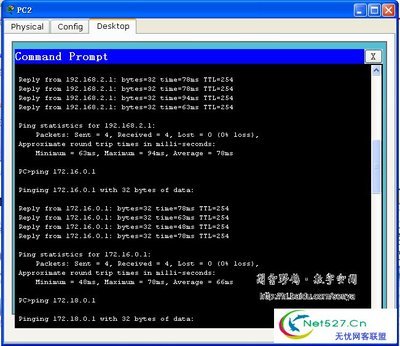 PC2
Physical Config Desktop
Command Prompt X
Reply from 192.168.2.1: bytes=32 time=78ms TTL=254
Reply from 192.168.2.1: bytes=32 time=78ms TTL=254
Reply from 192.168.2.1: bytes=32 time=94ms TTL=254
Reply from 192.168.2.1: bytes=32 time=63ms TTL=254
Ping statistics for 192.168.2.1:
Packets: Sent = 4, Received = 4, Lost = 0 (0% loss),
Approximate round trip times in milli-seconds:
Minimum = 63ms, Maximum = 94ms, Average = 78ms
PC>ping 172.16.0.1
Pinging 172.16.0.1 with 32 bytes of data:
Reply from 172.16.0.1: bytes=32 time=78ms TTL=254
Reply from 172.16.0.1: bytes=32 time=63ms TTL=254
Reply from 172.16.0.1: bytes=32 time=48ms TTL=254
Reply from 172.16.0.1: bytes=32 time=78ms TTL=254
Ping statistics for 172.16.0.1:
Packets: Sent = 4, Received = 4, Lost = 0 (0% loss),
Approximate round trip times in milli-seconds:
Minimum = 48ms, Maximum = 78ms, Average = 66ms
PC>ping 172.18.0.1
Pinging 172.18.0.1 with 32 bytes of data:
Net527.Cn
无忧网客联盟